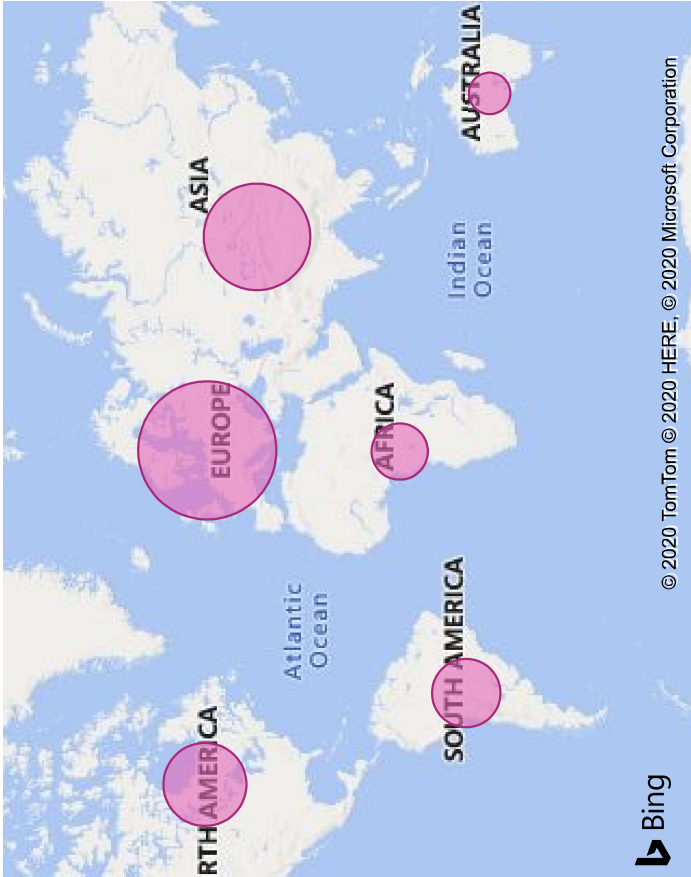 RTH AMERICA
EUROPE
ASIA
Atlantic
Ocean
AFRICA
SOUTH AMERICA
Indian
Ocean
AUSTRALIA
Bing
© 2020 TomTom © 2020 HERE, © 2020 Microsoft Corporation